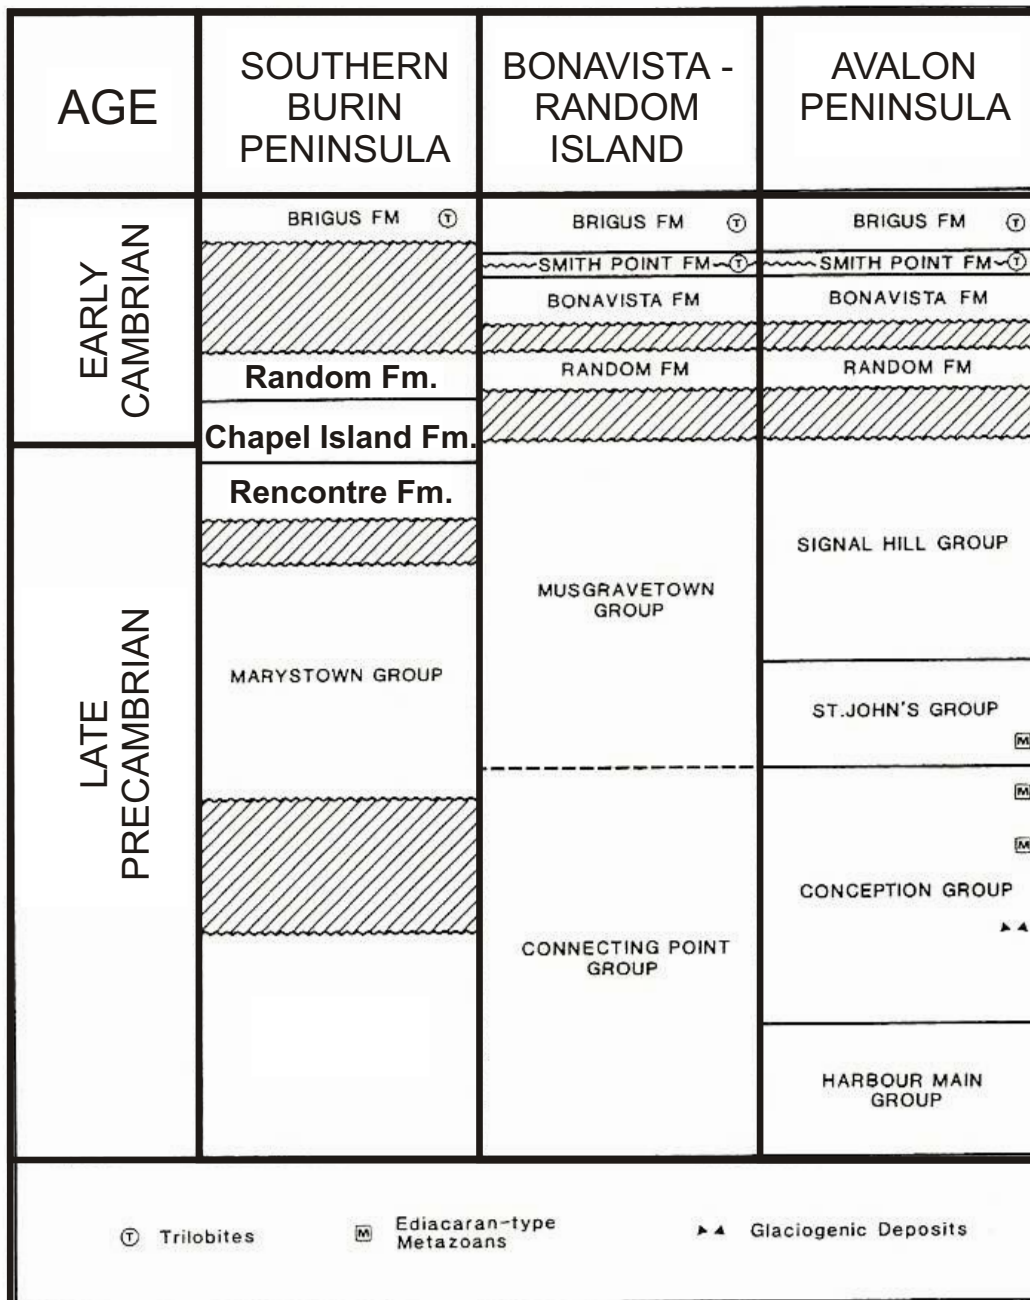 AGE
SOUTHERN
BURIN
PENINSULA
BONAVISTA -
RANDOM
ISLAND
AVALON
PENINSULA
EARLY
CAMBRIAN
LATE
PRECAMBRIAN
BRIGUS FM T
Random Fm.
Chapel Island Fm.
Rencontre Fm.
MARYSTOWN GROUP
BRIGUS FM T
SMITH POINT FM T
BONAVISTA FM
RANDOM FM
MUSGRAVETOWN
GROUP
CONNECTING POINT
GROUP
BRIGUS FM T
SMITH POINT FM T
BONAVISTA FM
RANDOM FM
SIGNAL HILL GROUP
ST.JOHN'S GROUP
M
M
M
CONCEPTION GROUP
HARBOUR MAIN
GROUP
T Trilobites
M Ediacaran-type
Metazoans
Glaciogenic Deposits